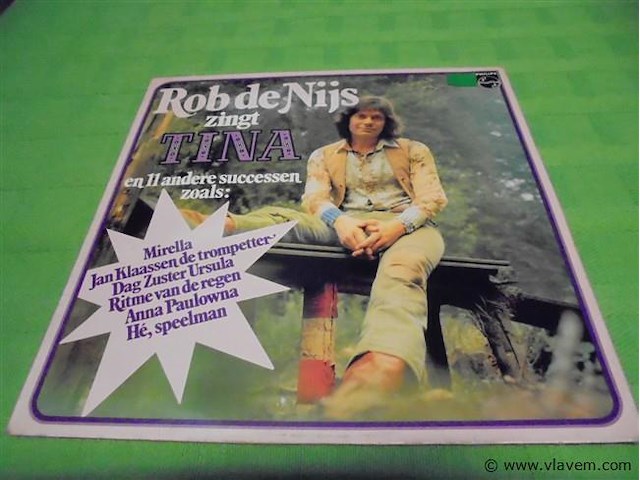 PHILIPS
Rob de Nijs
zingt
TINA
en 11 andere successen
zoals:
Mirella
Jan Klaassen de trompetter
Dag Zuster Ursula
Ritme van de regen
Anna Paulowna
Hé, speelman
© www.vlavem.com